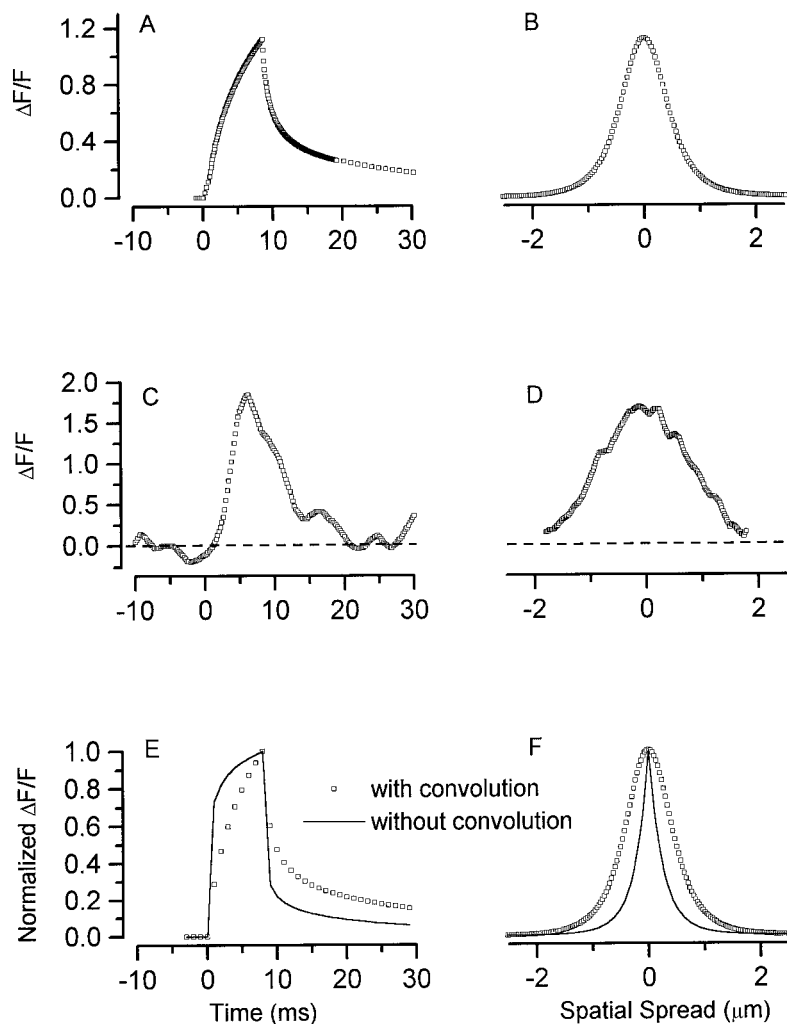 A
B
ΔF/F
1.2
0.8
0.4
0.0
-10 0 10 20 30
-2 0 2
C
D
ΔF/F
2.0
1.5
1.0
0.5
0.0
-10 0 10 20 30
-2 0 2
E
F
Normalized ΔF/F
1.0
0.8
0.6
0.4
0.2
0.0
with convolution
without convolution
-10 0 10 20 30
-2 0 2
Time (ms)
Spatial Spread (μm)